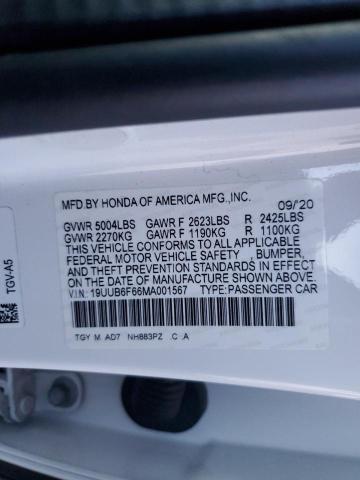 MFD BY HONDA OF AMERICA MFG.,INC. 09/20
GVWR 5004LBS GAWR F 2623LBS R 2425LBS
GVWR 2270KG GAWR F 1190KG R 1100KG
THIS VEHICLE CONFORMS TO ALL APPLICABLE
FEDERAL MOTOR VEHICLE SAFETY , BUMPER,
AND THEFT PREVENTION STANDARDS IN EFFECT
ON THE DATE OF MANUFACTURE SHOWN ABOVE.
VIN: 19UUB6F66MA001567 TYPE:PASSENGER CAR
TGY M AD7 NH883PZ .C A
TGV-A5